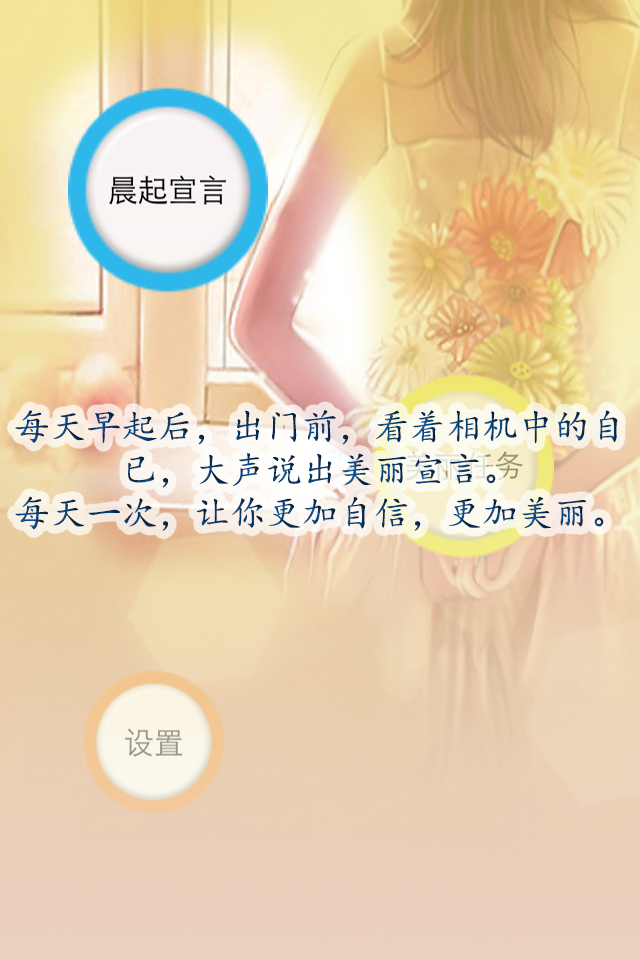 晨起宣言
每天早起后，出门前，看着相机中的自
已，大声说出美丽宣言。
每天一次，让你更加自信，更加美丽。
任务
设置